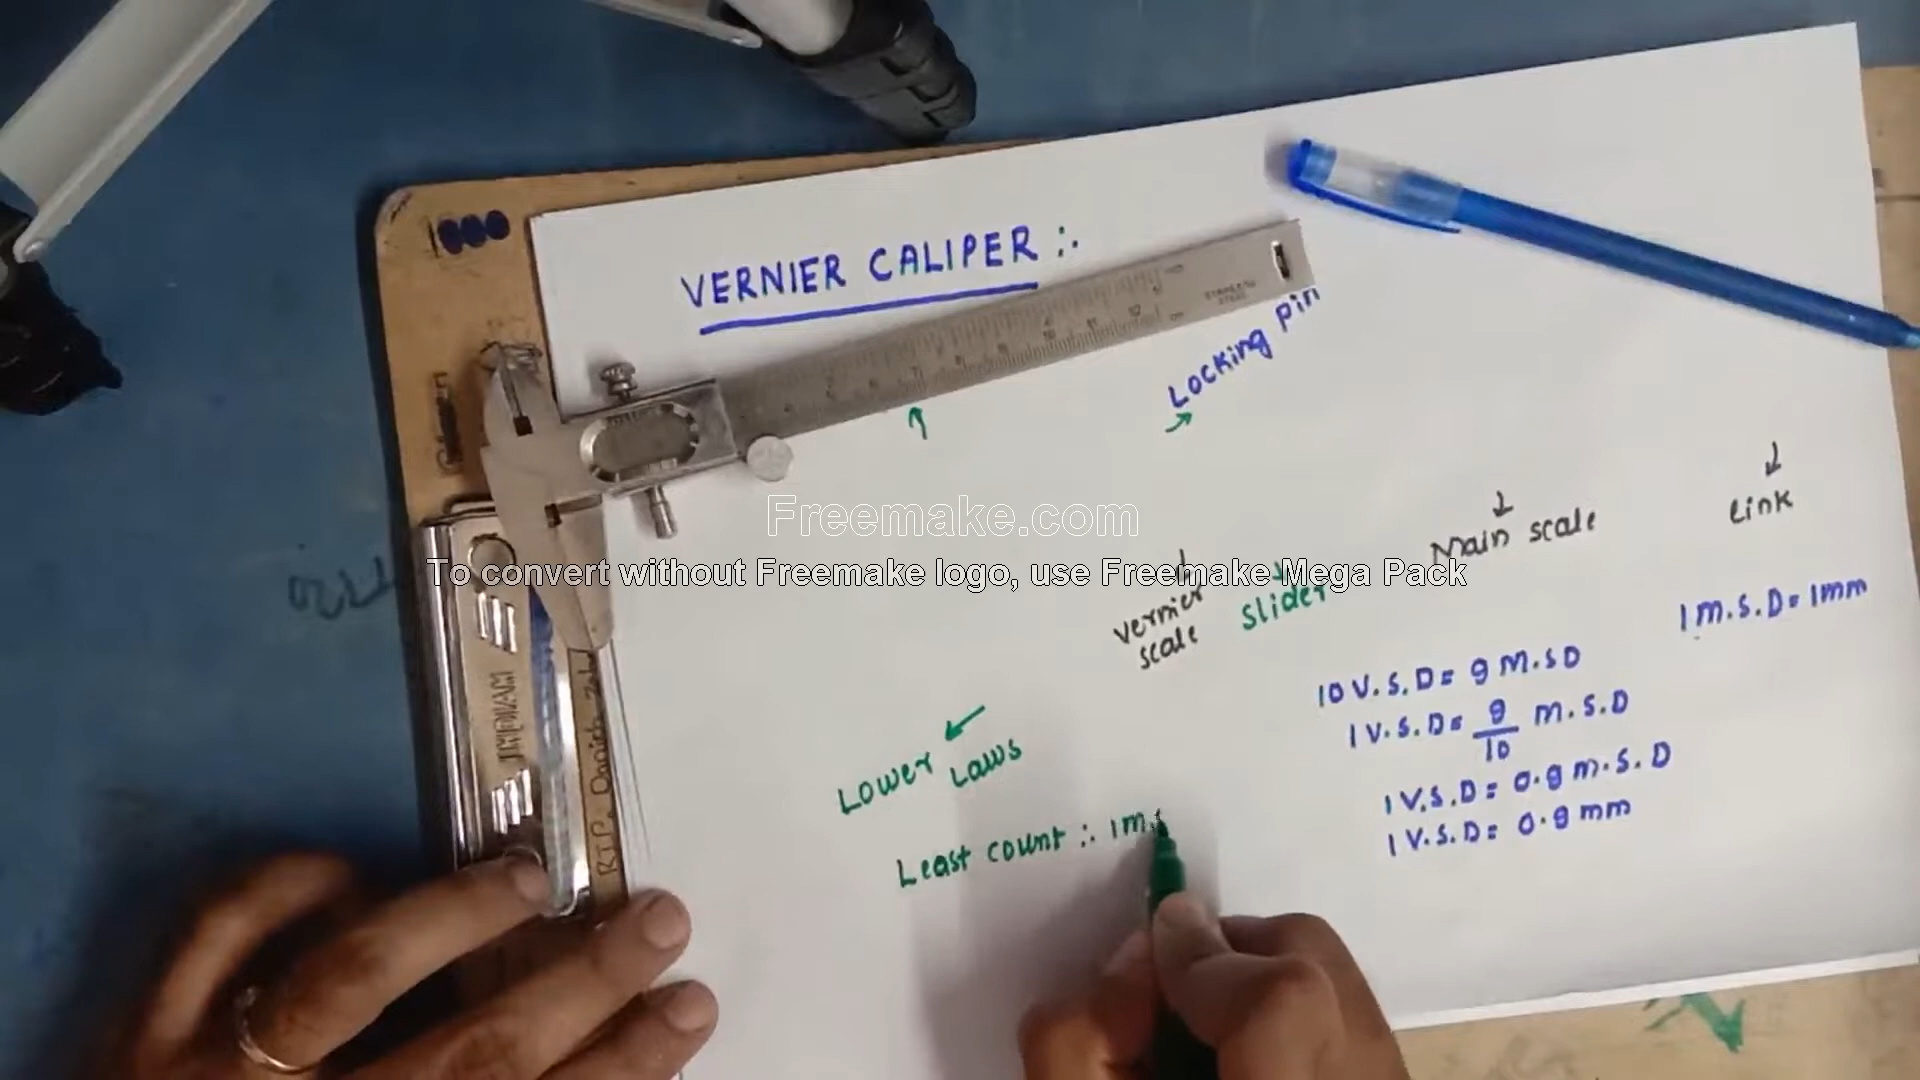 VERNIER CALIPER :.
Locking pin
Freemake.com
To convert without Freemake logo, use Freemake Mega Pack
Main scale
Link
vernier
scale
slider
1 M.S.D = 1mm
10 V.S.D = 9 M.S D
1 V.S.D = 9/10 M.S.D
1 V.S.D = 0.9 M.S.D
1 V.S.D = 0.9 mm
Lower Laws
Least count :. 1 m.